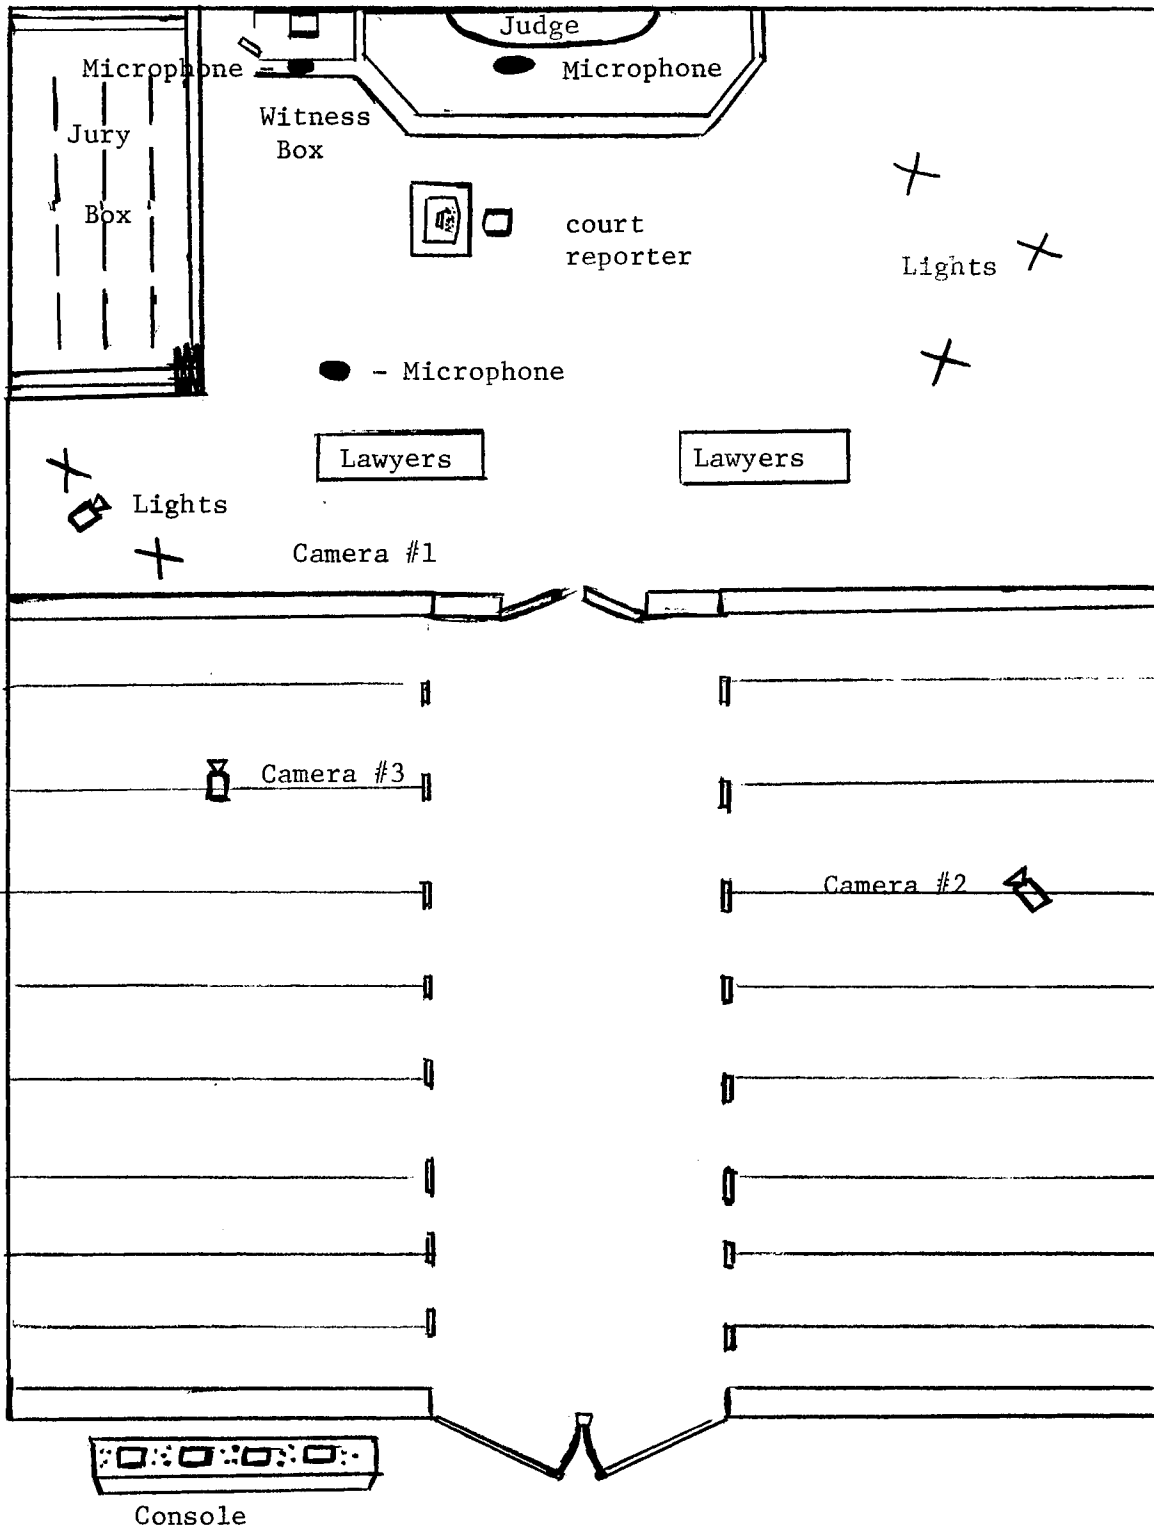 Judge
Microphone -
Microphone
Witness
Box
Jury
Box
court
reporter
Lights
- Microphone
Lawyers
Lawyers
Lights
Camera #1
Camera #3
Camera #2
Console